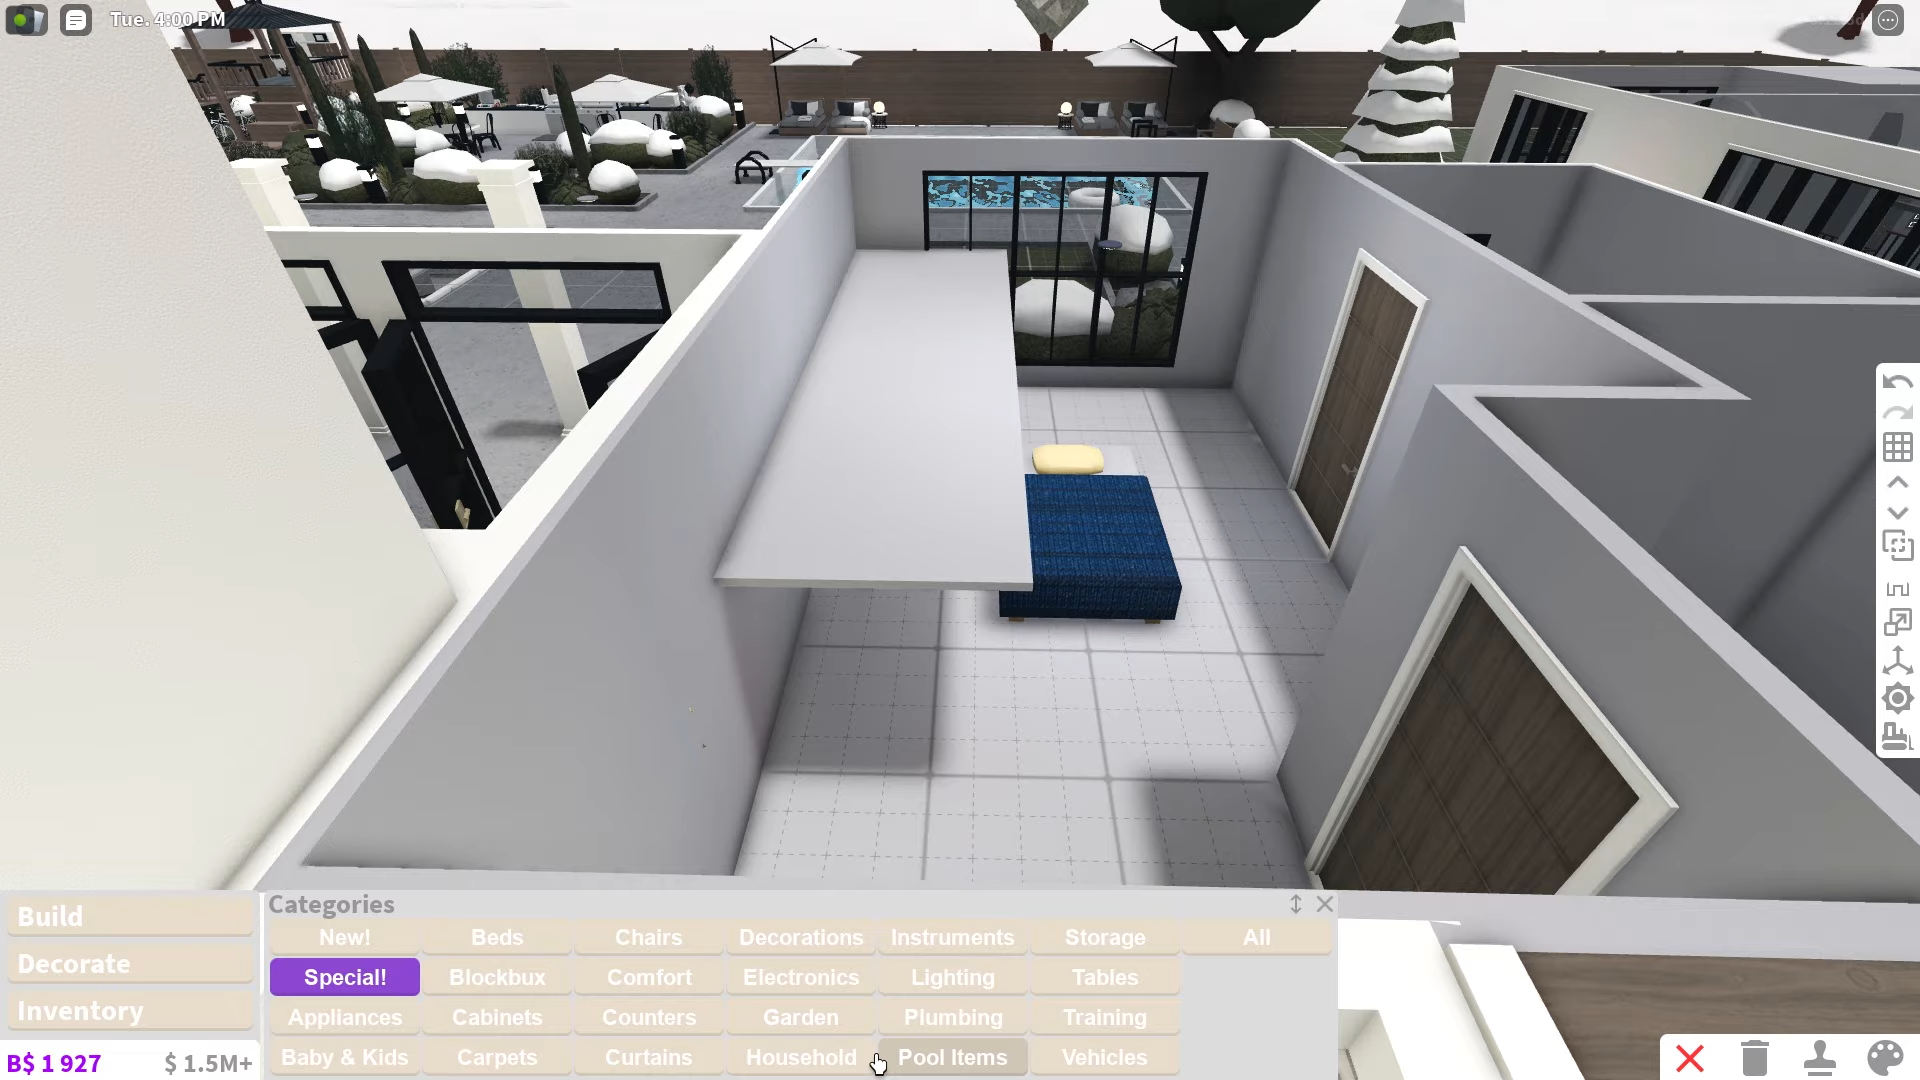 Tue. 4:00 PM
Build
Decorate
Inventory
B$ 1 927
$ 1.5M+
Categories
New! Beds Chairs Decorations Instruments Storage All
Special! Blockbux Comfort Electronics Lighting Tables
Appliances Cabinets Counters Garden Plumbing Training
Baby & Kids Carpets Curtains Household Pool Items Vehicles